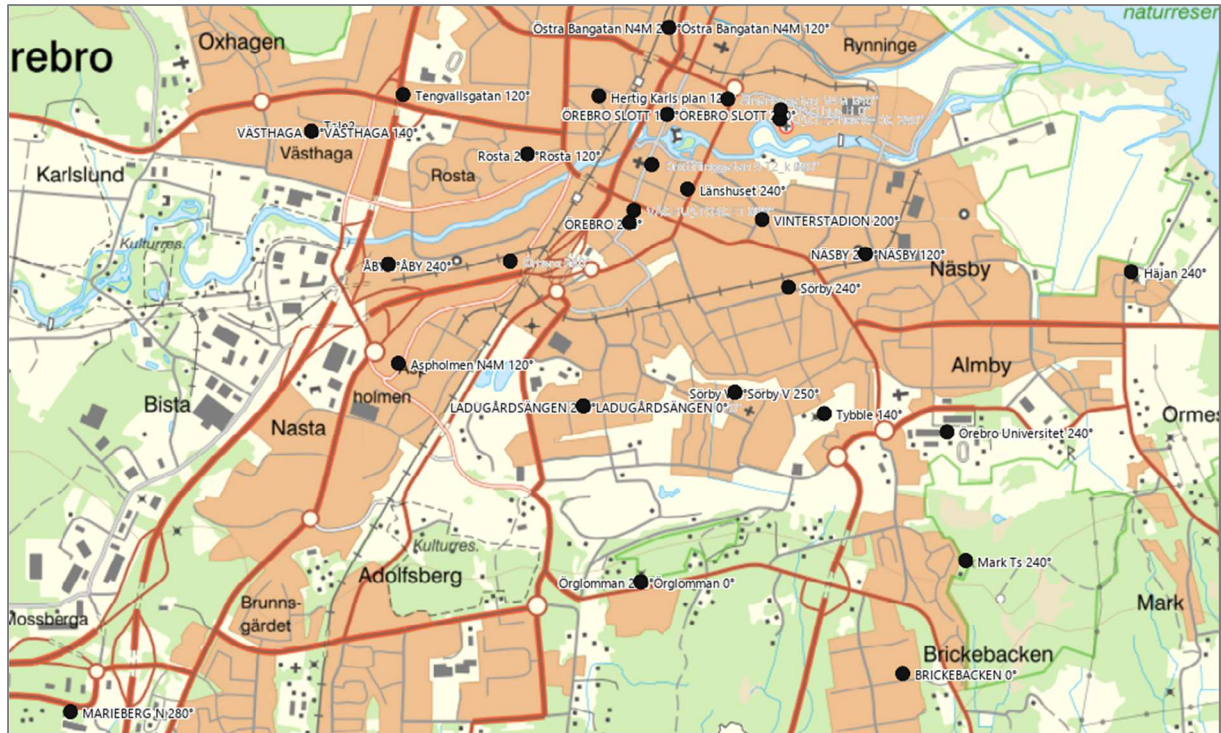 naturreser
Östra Bangatan N4M 2
Östra Bangatan N4M 120°
Oxhagen
Rynninge
rebro
Tengvallsgatan 120°
Hertig Karls plan 12
ÖREBRO SLOTT 1
ÖREBRO SLOTT 2
VÄSTHAGA
VÄSTHAGA 140°
Västhaga
Rosta 2
Rosta 120°
Karlslund
Rosta
Länshuset 240°
ÖREBRO 2
VINTERSTADION 200°
Kulturres.
ÅBY
ÅBY 240°
NÄSBY 2
NÄSBY 120°
Näsby
Häjan 240°
Sörby 240°
Aspholmen N4M 120°
Almby
holmen
Bista
Sörby V
Sörby V 250°
LADUGÅRDSÄNGEN 2
LADUGÅRDSÄNGEN 0°
Tybble 140°
Ormes
Nasta
Örebro Universitet 240°
Kulturres.
Adolfsberg
Mark Ts 240°
Örglomman 2
Örglomman 0°
Brunns-
gärdet
Mark
Mossberga
Brickebacken
BRICKEBACKEN 0°
MARIEBERG N 280°